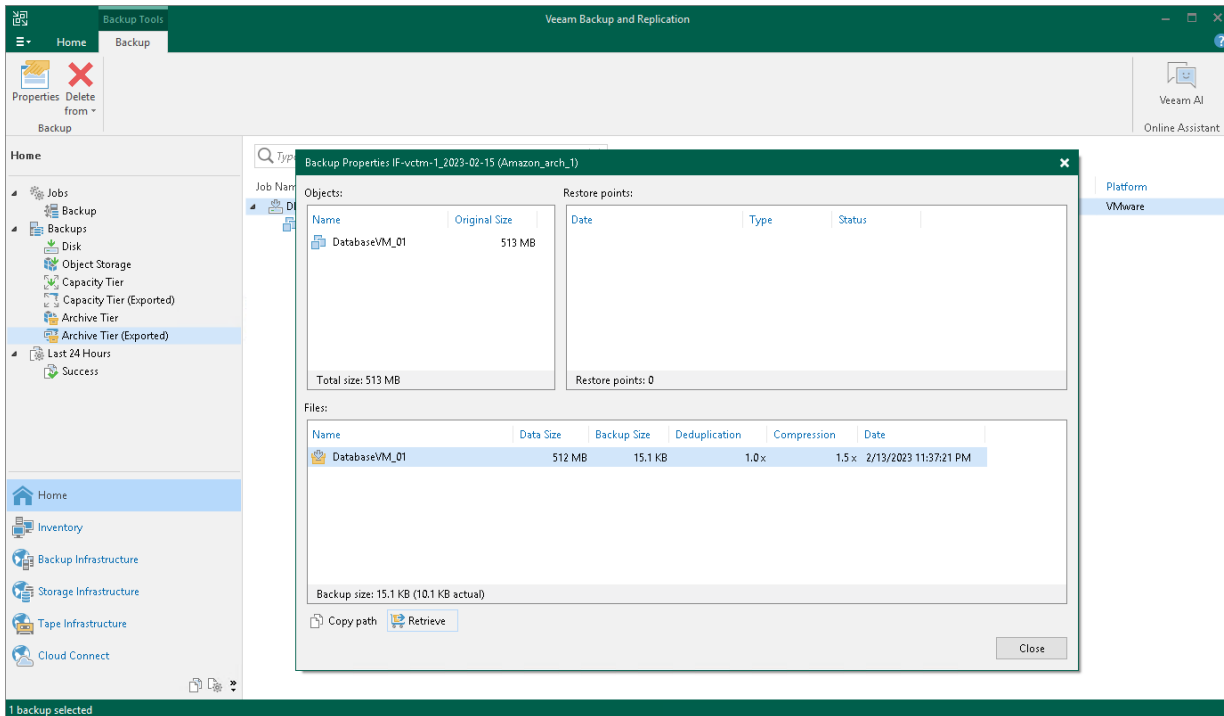 Backup Tools
Veeam Backup and Replication
Home
Backup
Properties
Delete
from
Backup
Veeam AI
Online Assistant
Home
Jobs
Backup
Backups
Disk
Object Storage
Capacity Tier
Capacity Tier (Exported)
Archive Tier
Archive Tier (Exported)
Last 24 Hours
Success
Home
Inventory
Backup Infrastructure
Storage Infrastructure
Tape Infrastructure
Cloud Connect
1 backup selected
Platform
VMware
Backup Properties IF-vctm-1_2023-02-15 (Amazon_arch_1)
Objects:
Name Original Size
DatabaseVM_01 513 MB
Total size: 513 MB
Restore points:
Date Type Status
Restore points: 0
Files:
Name Data Size Backup Size Deduplication Compression Date
DatabaseVM_01 512 MB 15.1 KB 1.0 x 1.5 x 2/13/2023 11:37:21 PM
Backup size: 15.1 KB (10.1 KB actual)
Copy path Retrieve
Close